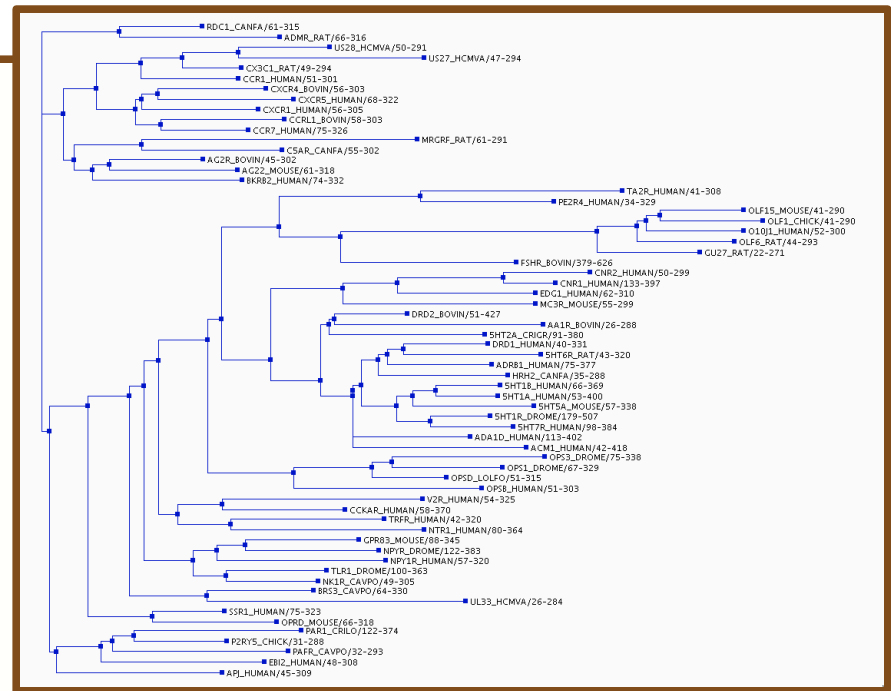 RDC1_CANFA/61-315
ADMR_RAT/66-316
US28_HCMVA/50-291
US27_HCMVA/47-294
CX3C1_RAT/49-294
CCR1_HUMAN/51-301
CXCR4_BOVIN/56-303
CXCR5_HUMAN/68-322
CXCR1_HUMAN/56-305
CCRL1_BOVIN/58-303
CCR7_HUMAN/75-326
MRGRF_RAT/61-291
C5AR_CANFA/55-302
AG2R_BOVIN/45-302
AG22_MOUSE/61-318
BKRB2_HUMAN/74-332
TA2R_HUMAN/41-308
PE2R4_HUMAN/34-329
OLF15_MOUSE/41-290
OLF1_CHICK/41-290
O10J1_HUMAN/52-300
OLF6_RAT/44-293
GU27_RAT/22-271
FSHR_BOVIN/379-626
CNR2_HUMAN/50-299
CNR1_HUMAN/133-397
EDG1_HUMAN/62-310
MC3R_MOUSE/55-299
DRD2_BOVIN/51-427
AA1R_BOVIN/26-288
5HT2A_CRIGR/91-380
DRD1_HUMAN/40-331
5HT6R_RAT/43-320
ADRB1_HUMAN/75-377
HRH2_CANFA/35-288
5HT1B_HUMAN/66-369
5HT1A_HUMAN/53-400
5HT5A_MOUSE/57-338
5HT1R_DROME/179-507
5HT7R_HUMAN/98-384
ADA1D_HUMAN/113-402
ACM1_HUMAN/42-418
OPS3_DROME/75-338
OPS1_DROME/67-329
OPSD_LOLFO/51-315
OPSB_HUMAN/51-303
V2R_HUMAN/54-325
CCKAR_HUMAN/58-370
TRFR_HUMAN/42-320
NTR1_HUMAN/80-364
GPR83_MOUSE/88-345
NPYR_DROME/122-383
NPY1R_HUMAN/57-320
TLR1_DROME/100-363
NK1R_CAVPO/49-305
BRS3_CAVPO/64-330
UL33_HCMVA/26-284
SSR1_HUMAN/75-323
OPRD_MOUSE/66-318
PAR1_CRILO/122-374
P2RY5_CHICK/31-288
PAFR_CAVPO/32-293
EBI2_HUMAN/48-308
APJ_HUMAN/45-309